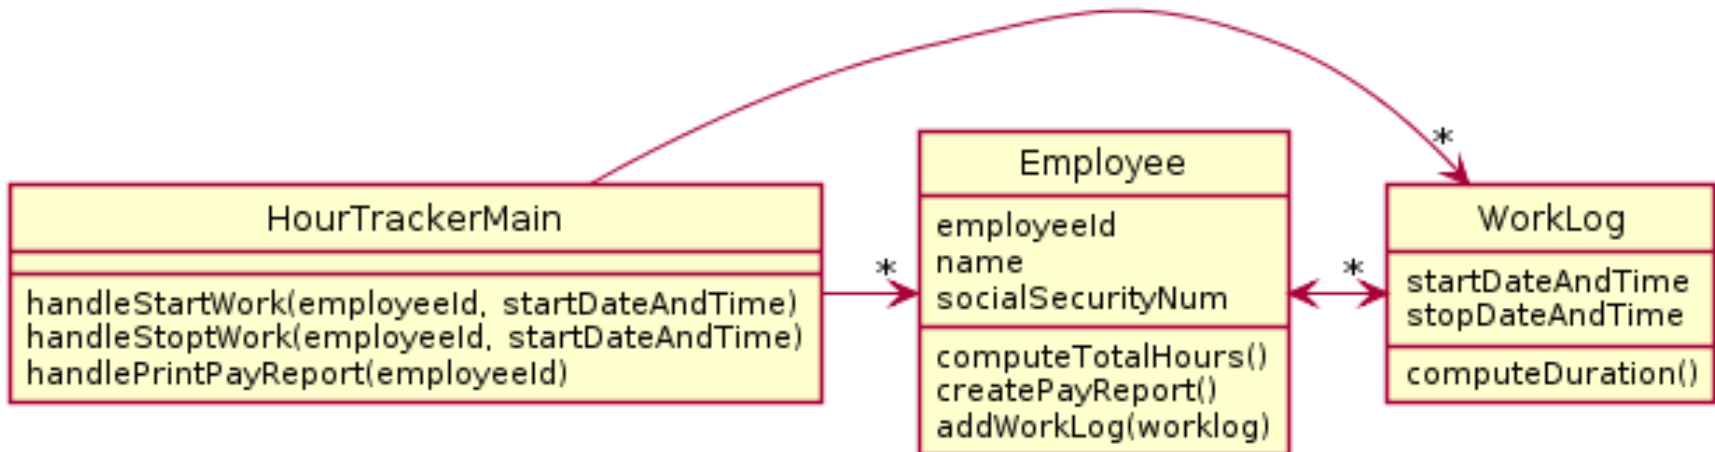 HourTrackerMain
handleStartWork(employeeId, startDateAndTime)
handleStoptWork(employeeId, startDateAndTime)
handlePrintPayReport(employeeId)
*
Employee
employeeId
name
socialSecurityNum
computeTotalHours()
createPayReport()
addWorkLog(worklog)
*
*
WorkLog
startDateAndTime
stopDateAndTime
computeDuration()